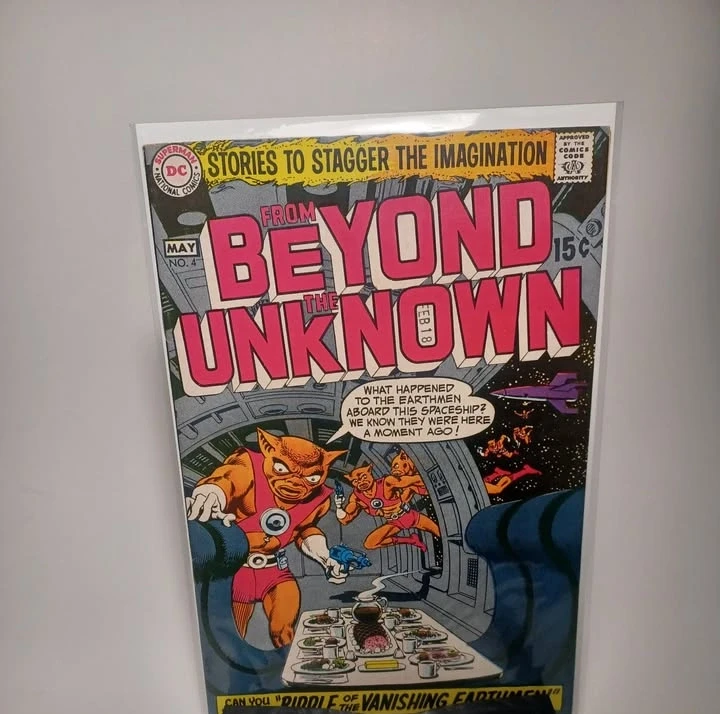 SUPERMAN
DC
NATIONAL COMICS
STORIES TO STAGGER THE IMAGINATION
APPROVED
BY THE
COMICS
CODE
AUTHORITY
FROM
BEYOND
THE
UNKNOWN
MAY
NO. 4
15¢
FEB 18
WHAT HAPPENED
TO THE EARTHMEN
ABOARD THIS SPACESHIP?
WE KNOW THEY WERE HERE
A MOMENT AGO!
CAN YOU "RIDDLE OF THE VANISHING EARTHMEN!"